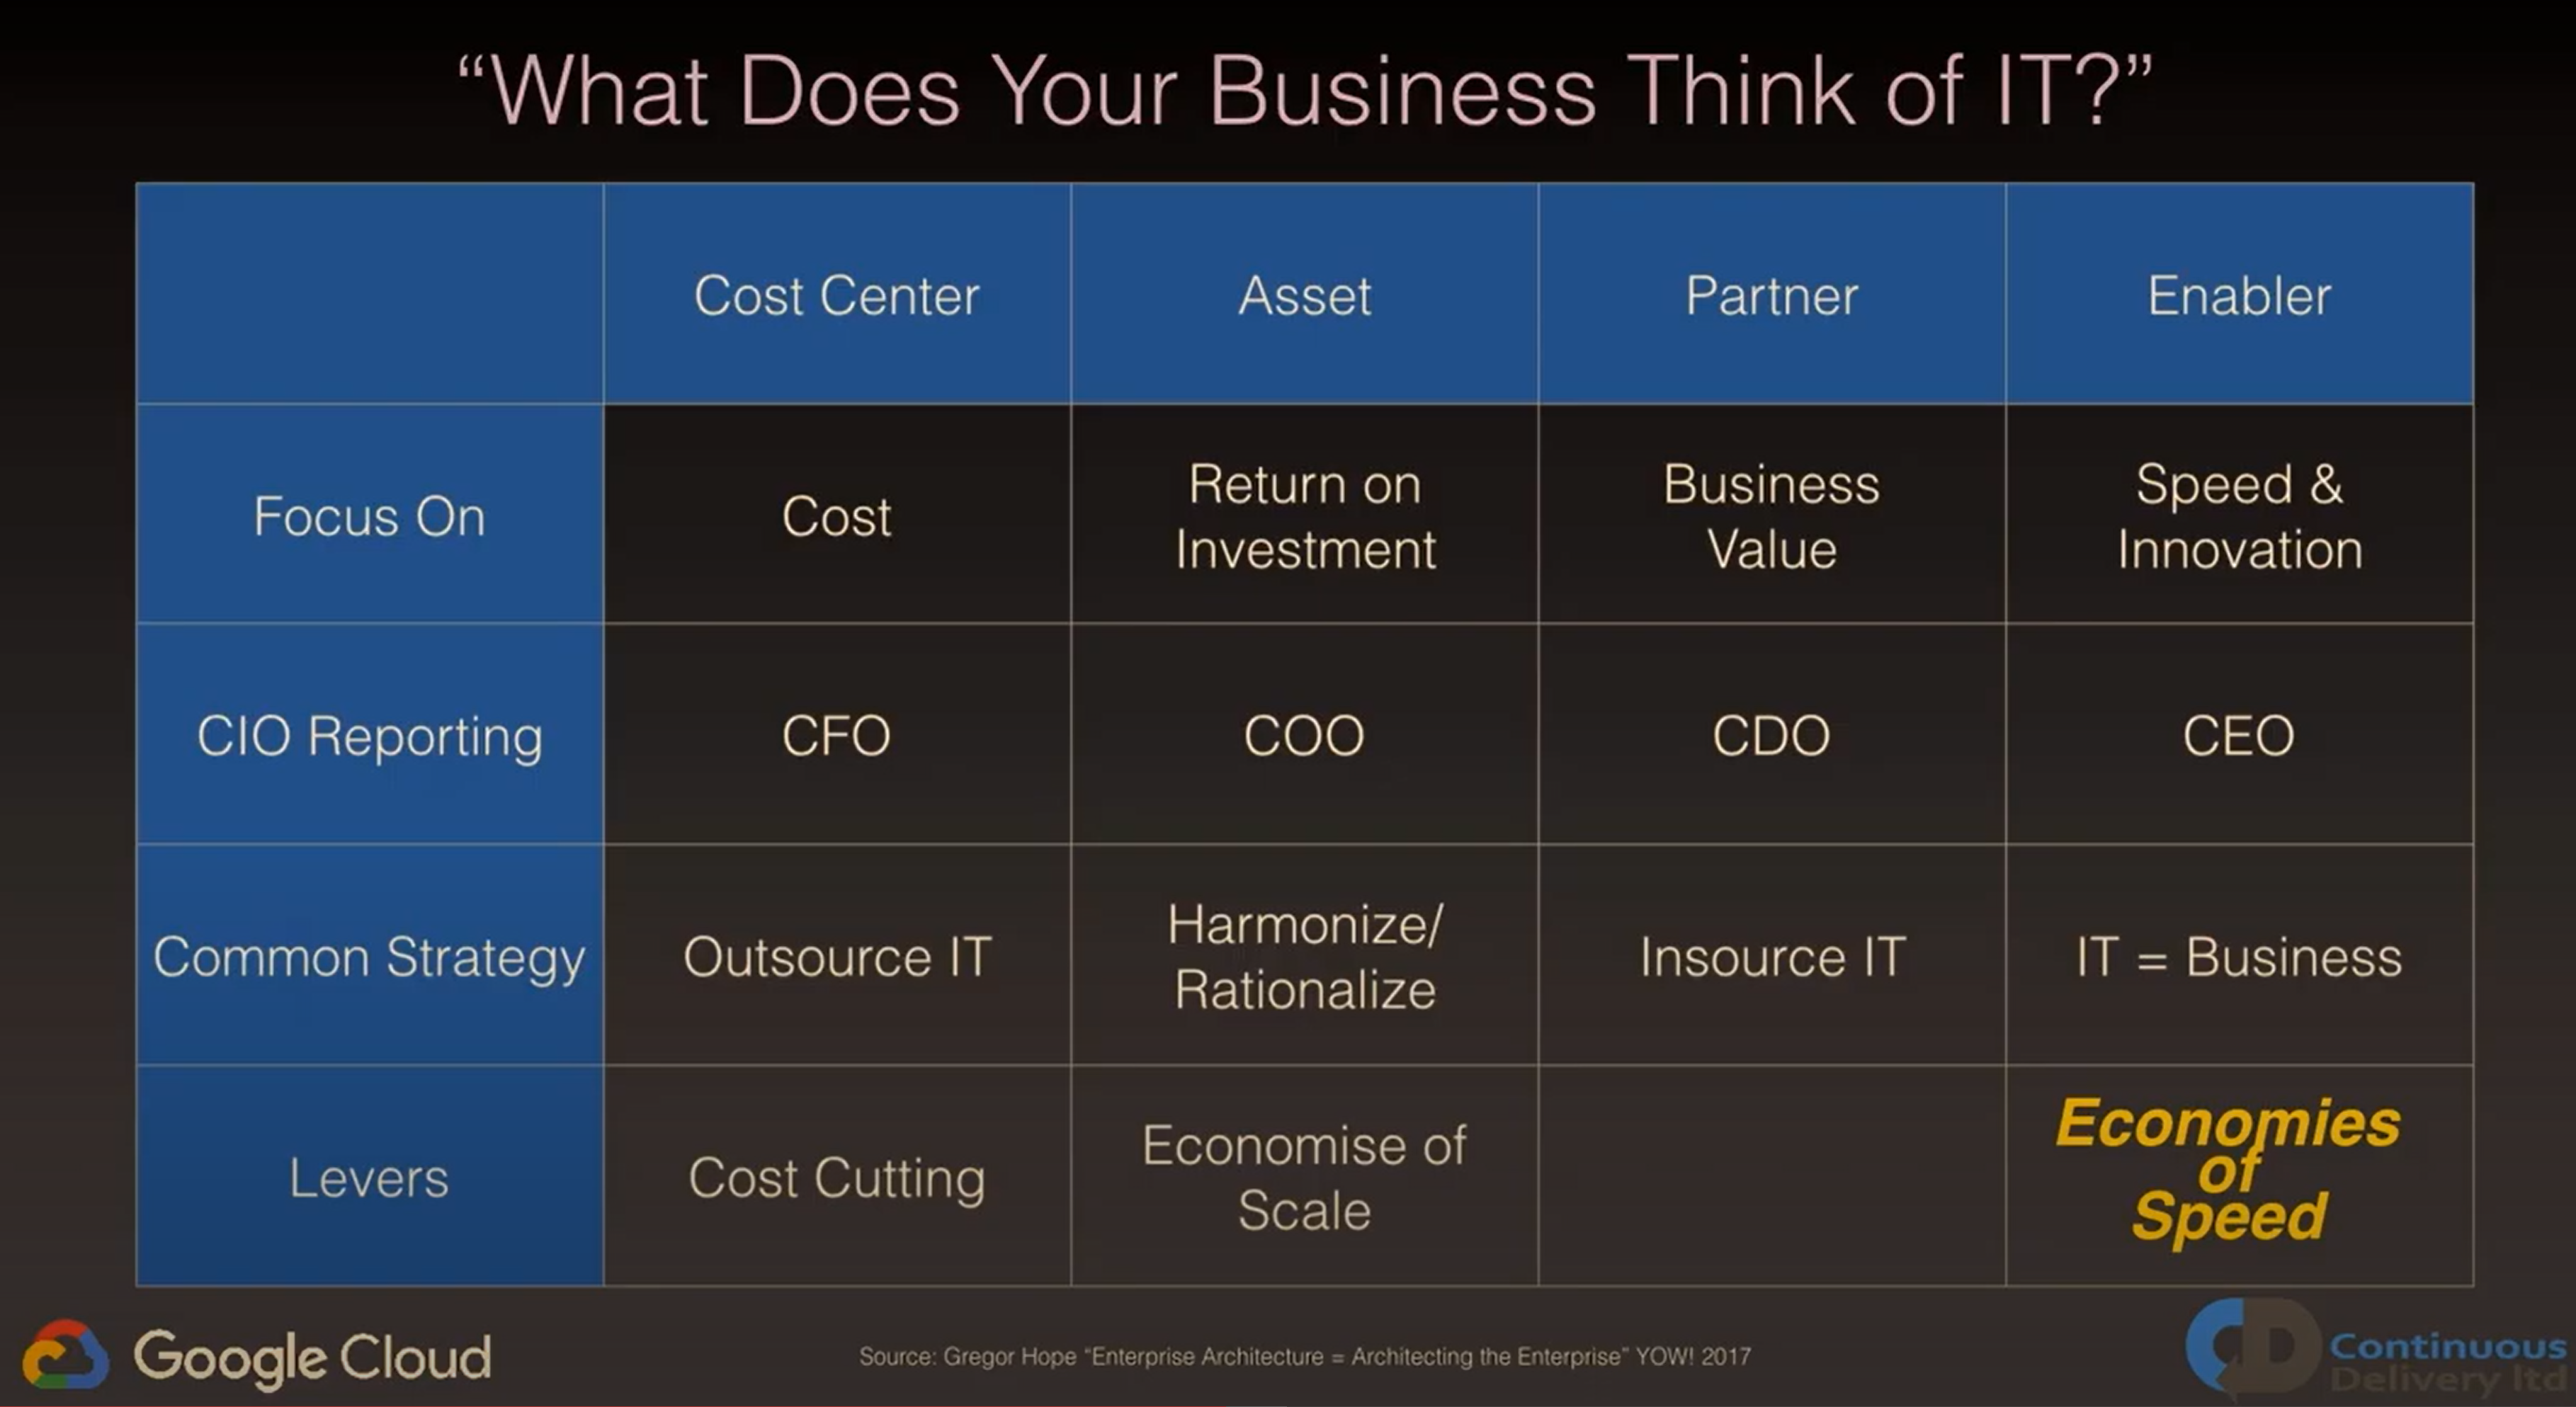 “What Does Your Business Think of IT?”
Cost Center
Asset
Partner
Enabler
Focus On
Cost
Return on
Investment
Business
Value
Speed &
Innovation
CIO Reporting
CFO
COO
CDO
CEO
Common Strategy
Outsource IT
Harmonize/
Rationalize
Insource IT
IT = Business
Levers
Cost Cutting
Economise of
Scale
Economies
of
Speed
Google Cloud
Source: Gregor Hope “Enterprise Architecture = Architecting the Enterprise” YOW! 2017
CD
Continuous
Delivery ltd